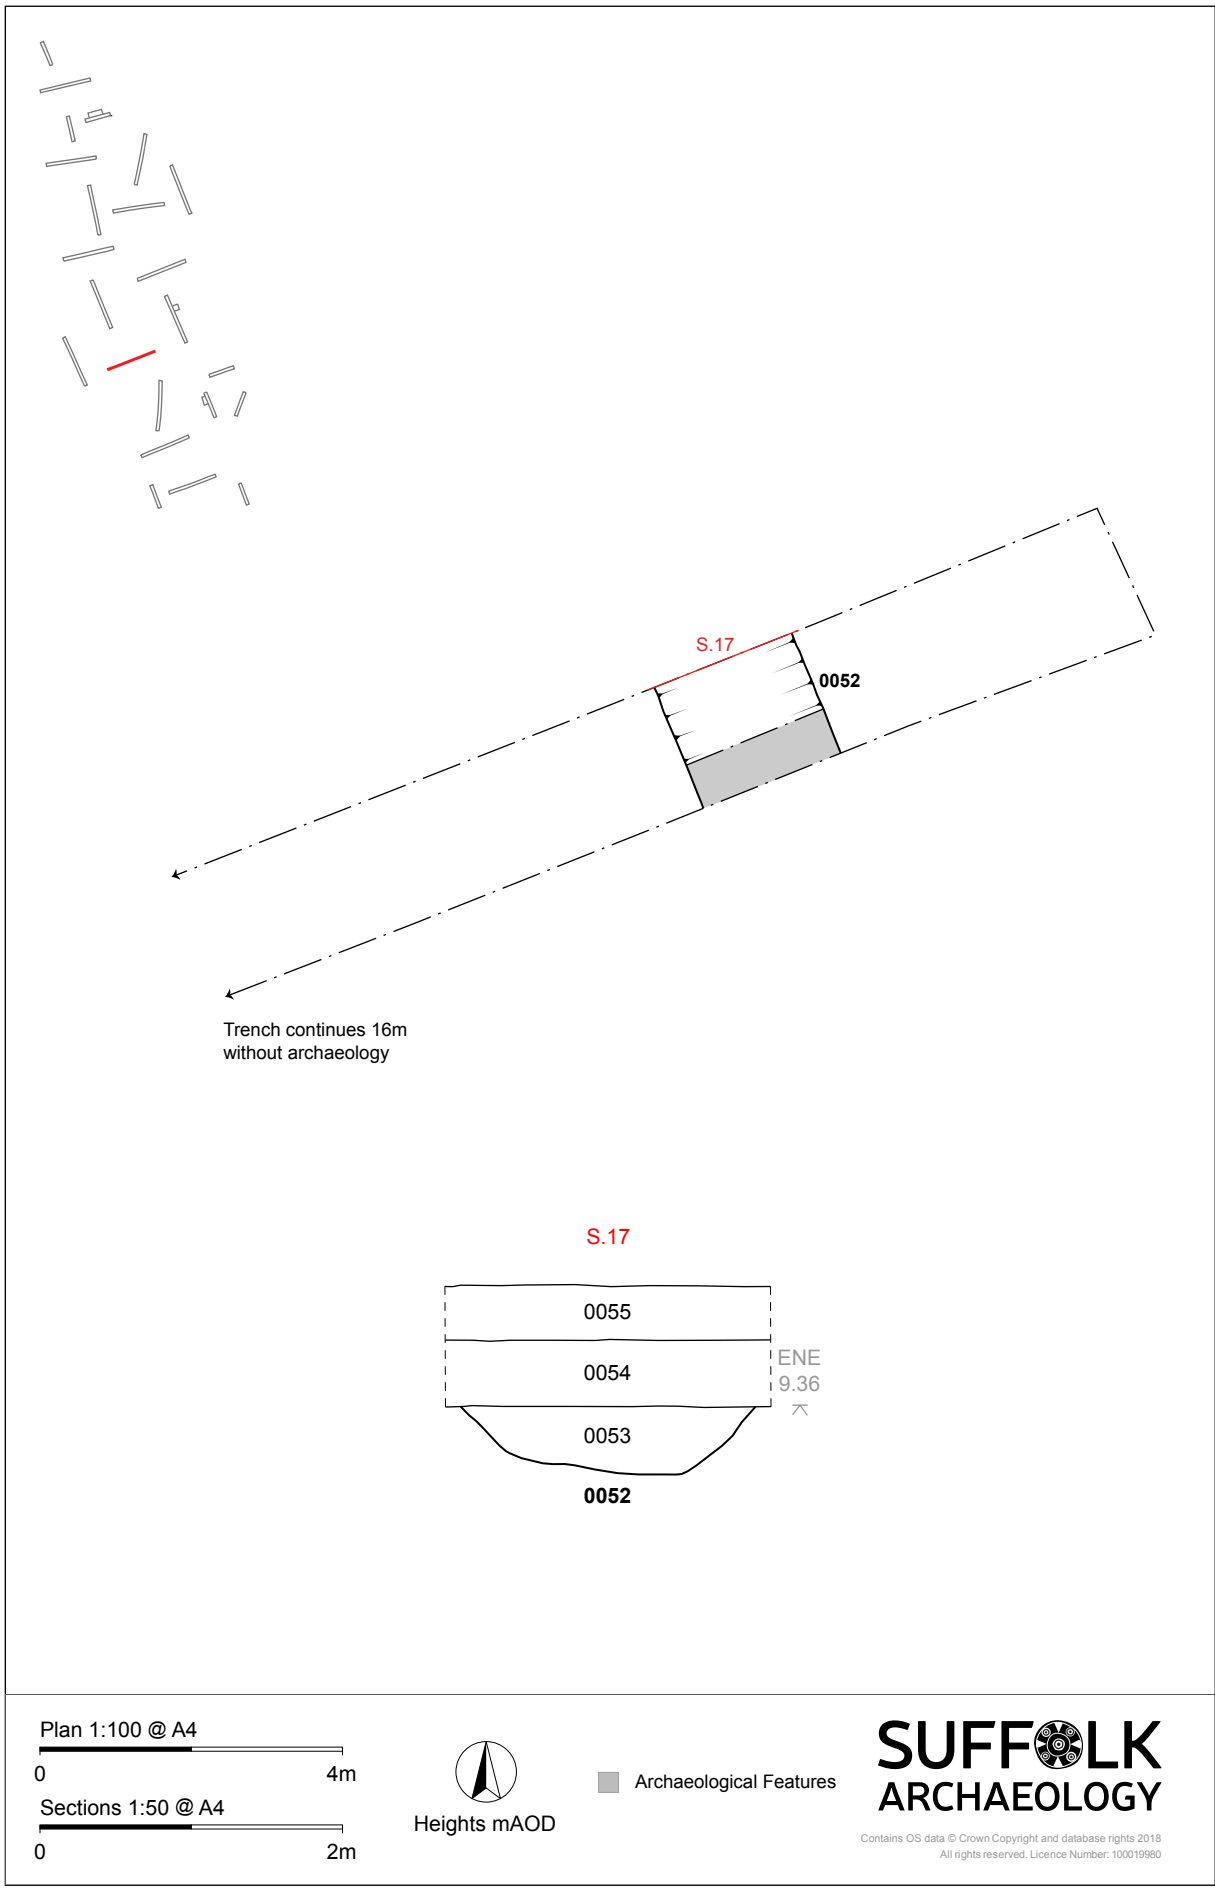 S.17
0052
Trench continues 16m
without archaeology
S.17
0055
0054
ENE
9.36
0053
0052
Plan 1:100 @ A4
0 4m
Sections 1:50 @ A4
0 2m
Heights mAOD
Archaeological Features
SUFFOLK
ARCHAEOLOGY
Contains OS data © Crown Copyright and database rights 2018
All rights reserved. Licence Number: 100019980